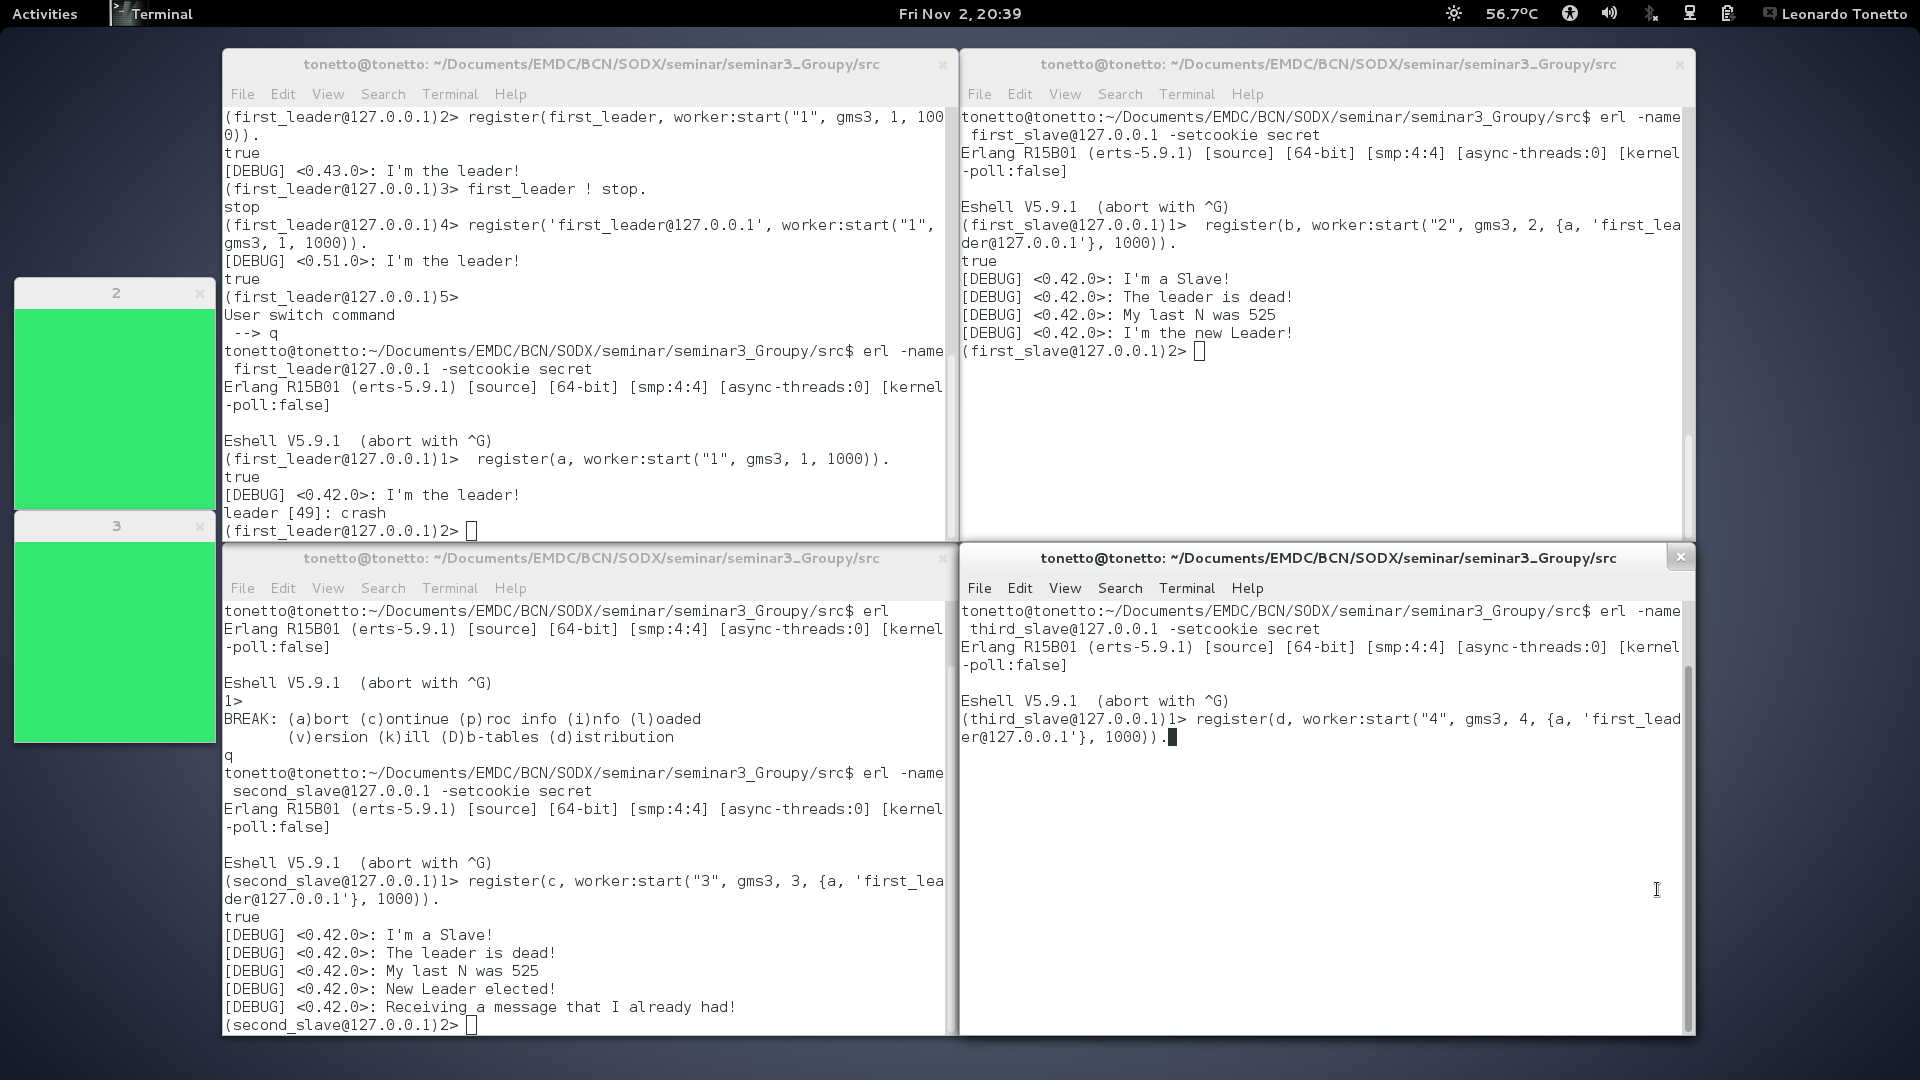 Activities
Terminal
Fri Nov 2, 20:39
56.7ºC
Leonardo Tonetto
2
3
tonetto@tonetto: ~/Documents/EMDC/BCN/SODX/seminar/seminar3_Groupy/src
File Edit View Search Terminal Help
(first_leader@127.0.0.1)2> register(first_leader, worker:start("1", gms3, 1, 100
0)).
true
[DEBUG] <0.43.0>: I'm the leader!
(first_leader@127.0.0.1)3> first_leader ! stop.
stop
(first_leader@127.0.0.1)4> register('first_leader@127.0.0.1', worker:start("1",
gms3, 1, 1000)).
[DEBUG] <0.51.0>: I'm the leader!
true
(first_leader@127.0.0.1)5>
User switch command
 --> q
tonetto@tonetto:~/Documents/EMDC/BCN/SODX/seminar/seminar3_Groupy/src$ erl -name
 first_leader@127.0.0.1 -setcookie secret
Erlang R15B01 (erts-5.9.1) [source] [64-bit] [smp:4:4] [async-threads:0] [kernel
-poll:false]
Eshell V5.9.1  (abort with ^G)
(first_leader@127.0.0.1)1>  register(a, worker:start("1", gms3, 1, 1000)).
true
[DEBUG] <0.42.0>: I'm the leader!
leader [49]: crash
(first_leader@127.0.0.1)2>
tonetto@tonetto: ~/Documents/EMDC/BCN/SODX/seminar/seminar3_Groupy/src
File Edit View Search Terminal Help
tonetto@tonetto:~/Documents/EMDC/BCN/SODX/seminar/seminar3_Groupy/src$ erl -name
 first_slave@127.0.0.1 -setcookie secret
Erlang R15B01 (erts-5.9.1) [source] [64-bit] [smp:4:4] [async-threads:0] [kernel
-poll:false]
Eshell V5.9.1  (abort with ^G)
(first_slave@127.0.0.1)1>  register(b, worker:start("2", gms3, 2, {a, 'first_lea
der@127.0.0.1'}, 1000)).
true
[DEBUG] <0.42.0>: I'm a Slave!
[DEBUG] <0.42.0>: The leader is dead!
[DEBUG] <0.42.0>: My last N was 525
[DEBUG] <0.42.0>: I'm the new Leader!
(first_slave@127.0.0.1)2>
tonetto@tonetto: ~/Documents/EMDC/BCN/SODX/seminar/seminar3_Groupy/src
File Edit View Search Terminal Help
tonetto@tonetto:~/Documents/EMDC/BCN/SODX/seminar/seminar3_Groupy/src$ erl
Erlang R15B01 (erts-5.9.1) [source] [64-bit] [smp:4:4] [async-threads:0] [kernel
-poll:false]
Eshell V5.9.1  (abort with ^G)
1>
BREAK: (a)bort (c)ontinue (p)roc info (i)nfo (l)oaded
       (v)ersion (k)ill (D)b-tables (d)istribution
q
tonetto@tonetto:~/Documents/EMDC/BCN/SODX/seminar/seminar3_Groupy/src$ erl -name
 second_slave@127.0.0.1 -setcookie secret
Erlang R15B01 (erts-5.9.1) [source] [64-bit] [smp:4:4] [async-threads:0] [kernel
-poll:false]
Eshell V5.9.1  (abort with ^G)
(second_slave@127.0.0.1)1> register(c, worker:start("3", gms3, 3, {a, 'first_lea
der@127.0.0.1'}, 1000)).
true
[DEBUG] <0.42.0>: I'm a Slave!
[DEBUG] <0.42.0>: The leader is dead!
[DEBUG] <0.42.0>: My last N was 525
[DEBUG] <0.42.0>: New Leader elected!
[DEBUG] <0.42.0>: Receiving a message that I already had!
(second_slave@127.0.0.1)2>
tonetto@tonetto: ~/Documents/EMDC/BCN/SODX/seminar/seminar3_Groupy/src
File Edit View Search Terminal Help
tonetto@tonetto:~/Documents/EMDC/BCN/SODX/seminar/seminar3_Groupy/src$ erl -name
 third_slave@127.0.0.1 -setcookie secret
Erlang R15B01 (erts-5.9.1) [source] [64-bit] [smp:4:4] [async-threads:0] [kernel
-poll:false]
Eshell V5.9.1  (abort with ^G)
(third_slave@127.0.0.1)1> register(d, worker:start("4", gms3, 4, {a, 'first_lead
er@127.0.0.1'}, 1000)).